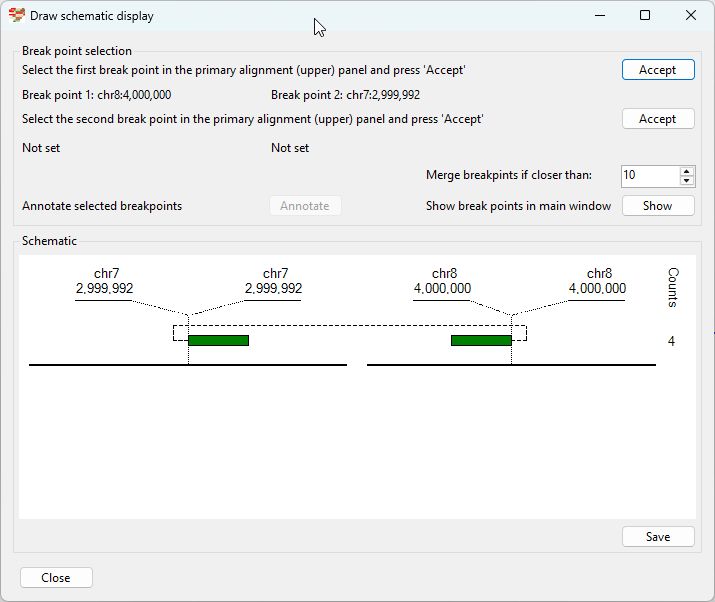 Draw schematic display
Break point selection
Select the first break point in the primary alignment (upper) panel and press 'Accept'
Accept
Break point 1: chr8:4,000,000
Break point 2: chr7:2,999,992
Select the second break point in the primary alignment (upper) panel and press 'Accept'
Accept
Not set
Not set
Merge breakpints if closer than:
10
Annotate selected breakpoints
Annotate
Show break points in main window
Show
Schematic
chr7
2,999,992
chr7
2,999,992
chr8
4,000,000
chr8
4,000,000
Counts
4
Save
Close